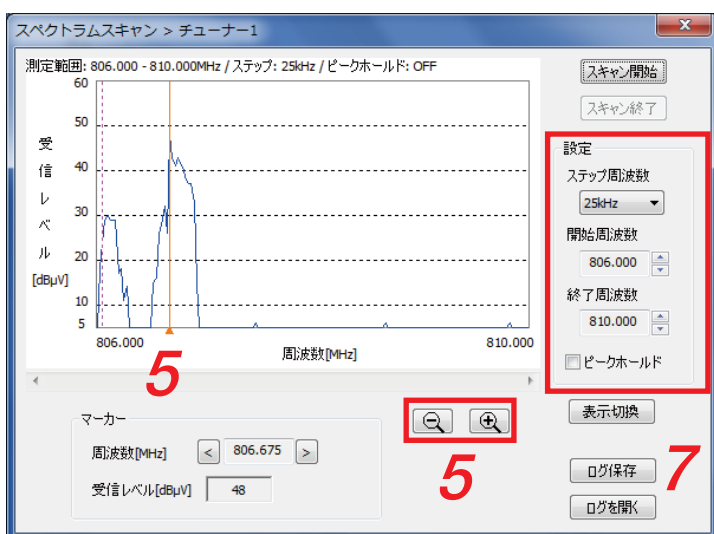 スペクトラムスキャン > チューナー1
測定範囲: 806.000 - 810.000MHz / ステップ: 25kHz / ピークホールド: OFF
60
50
40
30
20
10
5
受信レベル
[dBμV]
806.000
810.000
周波数[MHz]
5
スキャン開始
スキャン終了
設定
ステップ周波数
25kHz
開始周波数
806.000
終了周波数
810.000
ピークホールド
7
マーカー
周波数[MHz] < 806.675 >
受信レベル[dBμV] 48
5
表示切換
ログ保存
ログを開く